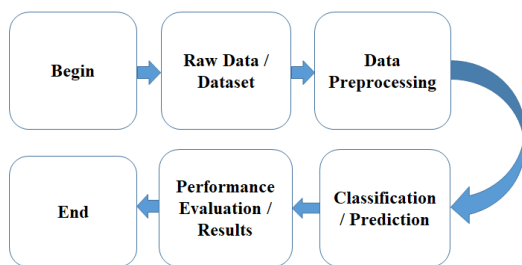 Begin
Raw Data /
Dataset
Data
Preprocessing
Classification
/ Prediction
Performance
Evaluation /
Results
End